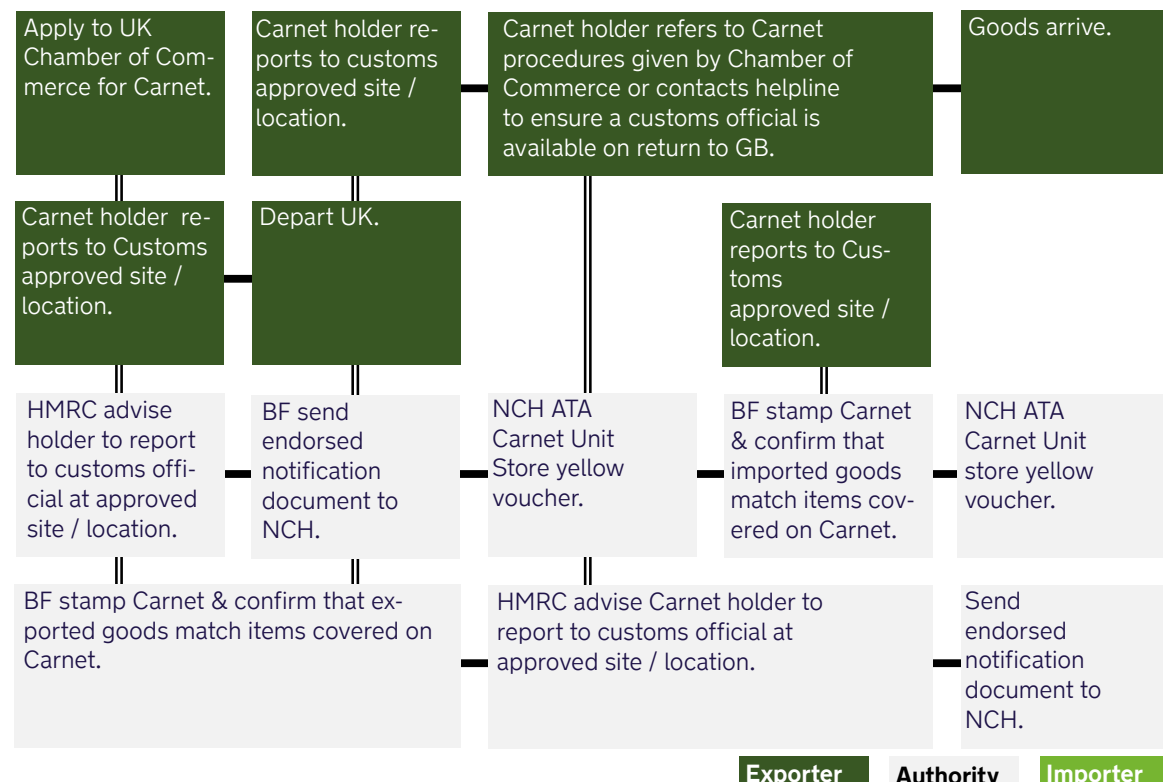 Apply to UK
Chamber of Com-
merce for Carnet.
Carnet holder re-
ports to customs
approved site /
location.
Carnet holder refers to Carnet
procedures given by Chamber of
Commerce or contacts helpline
to ensure a customs official is
available on return to GB.
Goods arrive.
Carnet holder re-
ports to Customs
approved site /
location.
Depart UK.
Carnet holder
reports to Cus-
toms
approved site /
location.
HMRC advise
holder to report
to customs offi-
cial at approved
site / location.
BF send
endorsed
notification
document to
NCH.
NCH ATA
Carnet Unit
Store yellow
voucher.
BF stamp Carnet
& confirm that
imported goods
match items cov-
ered on Carnet.
NCH ATA
Carnet Unit
store yellow
voucher.
BF stamp Carnet & confirm that ex-
ported goods match items covered on
Carnet.
HMRC advise Carnet holder to
report to customs official at
approved site / location.
Send
endorsed
notification
document to
NCH.
Exporter
Authority
Importer